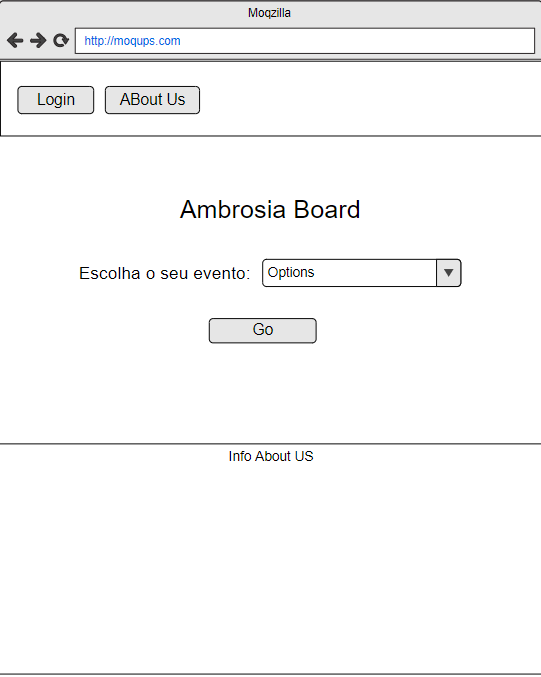 Moqzilla
http://moqups.com
Login
ABout Us
Ambrosia Board
Escolha o seu evento:
Options
Go
Info About US